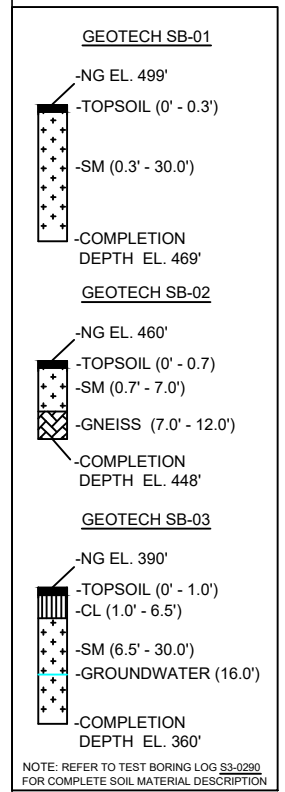 GEOTECH SB-01
-NG EL. 499'
-TOPSOIL (0' - 0.3')
-SM (0.3' - 30.0')
-COMPLETION
DEPTH EL. 469'
GEOTECH SB-02
-NG EL. 460'
-TOPSOIL (0' - 0.7)
-SM (0.7' - 7.0')
-GNEISS (7.0' - 12.0')
-COMPLETION
DEPTH EL. 448'
GEOTECH SB-03
-NG EL. 390'
-TOPSOIL (0' - 1.0')
-CL (1.0' - 6.5')
-SM (6.5' - 30.0')
-GROUNDWATER (16.0')
-COMPLETION
DEPTH EL. 360'
NOTE: REFER TO TEST BORING LOG S3-0290
FOR COMPLETE SOIL MATERIAL DESCRIPTION